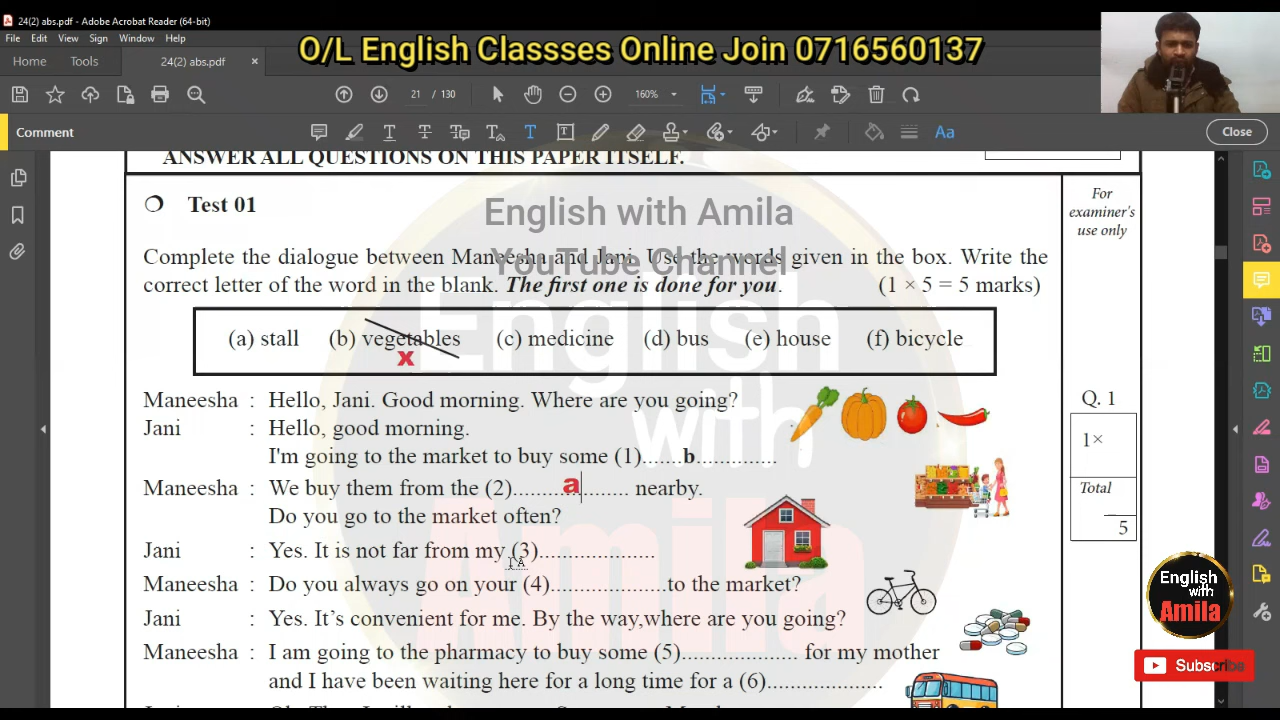 24(2) abs.pdf - Adobe Acrobat Reader (64-bit)
File Edit View Sign Window Help
O/L English Classses Online Join 0716560137
Home Tools 24(2) abs.pdf ×
21 / 130 160%
Comment Close
ANSWER ALL QUESTIONS ON THIS PAPER ITSELF.
For
examiner's
use only
Test 01
English with Amila
YouTube Channel
Complete the dialogue between Maneesha and Jani. Use the words given in the box. Write the
correct letter of the word in the blank. The first one is done for you. (1 × 5 = 5 marks)
(a) stall (b) vegetables (c) medicine (d) bus (e) house (f) bicycle
x
Maneesha : Hello, Jani. Good morning. Where are you going?
Jani : Hello, good morning.
I'm going to the market to buy some (1).......b..............
Maneesha : We buy them from the (2)..........a.......... nearby.
Do you go to the market often?
Jani : Yes. It is not far from my (3).....................
Maneesha : Do you always go on your (4).....................to the market?
Jani : Yes. It's convenient for me. By the way,where are you going?
Maneesha : I am going to the pharmacy to buy some (5)..................... for my mother
and I have been waiting here for a long time for a (6).....................
Q. 1
1×
Total
5
English
with
Amila
English
with
Amila
Subscribe